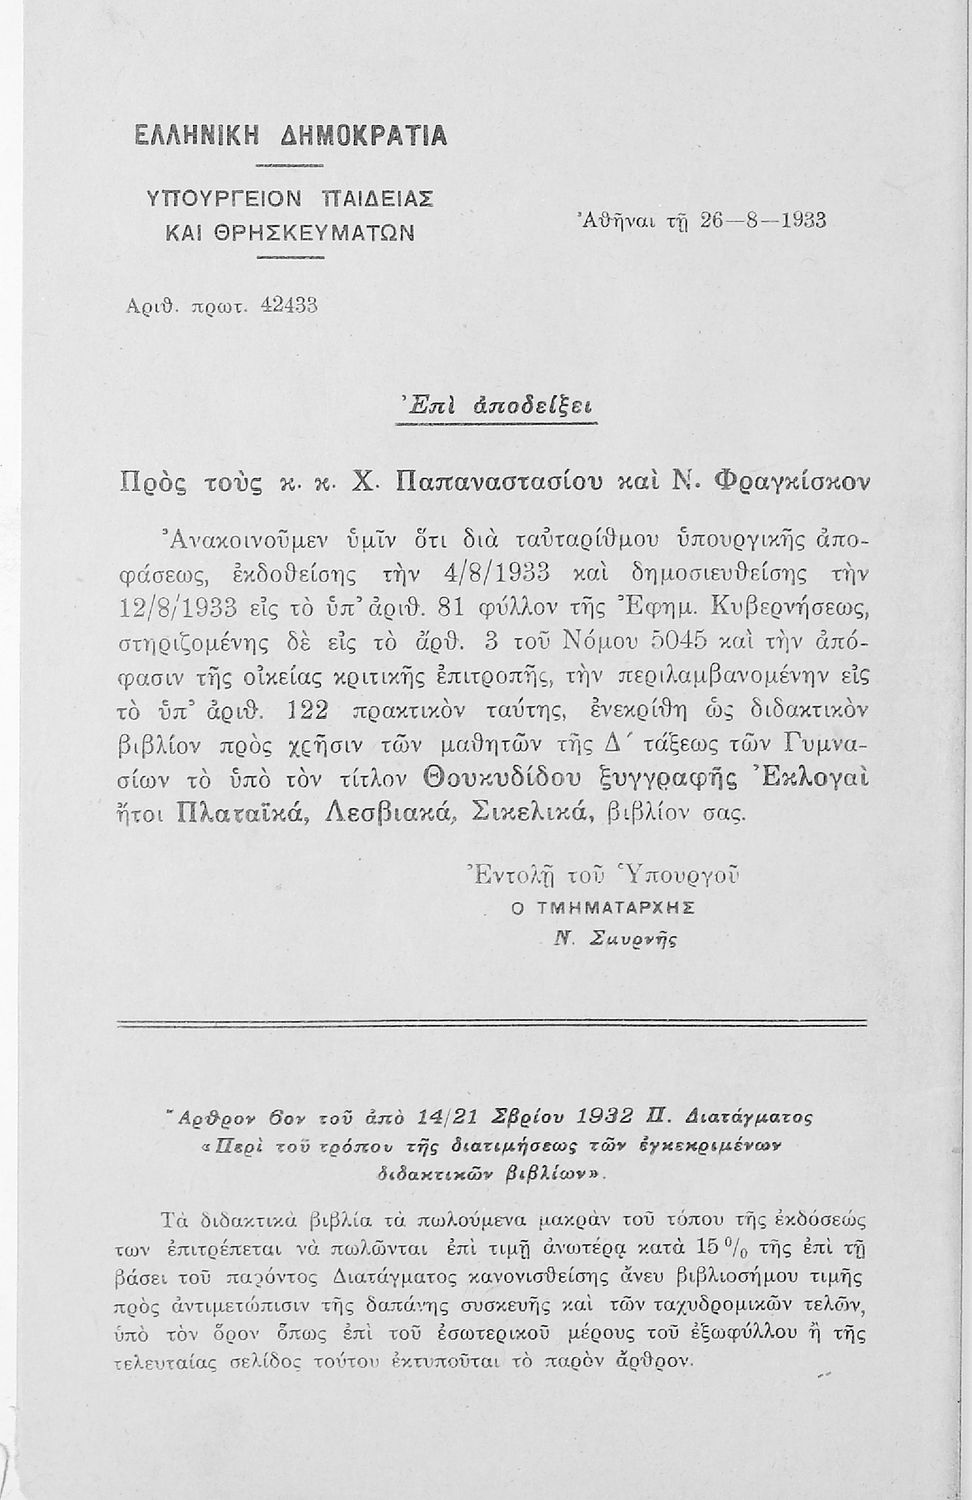 ΕΛΛΗΝΙΚΗ ΔΗΜΟΚΡΑΤΙΑ
ΥΠΟΥΡΓΕΙΟΝ ΠΑΙΔΕΙΑΣ
ΚΑΙ ΘΡΗΣΚΕΥΜΑΤΩΝ
Ἀθῆναι τῇ 26—8—1933
Αριθ. πρωτ. 42433
Ἐπὶ ἀποδείξει
Πρὸς τοὺς κ. κ. Χ. Παπαναστασίου καὶ Ν. Φραγκίσκον
Ἀνακοινοῦμεν ὑμῖν ὅτι διὰ ταὐταρίθμου ὑπουργικῆς ἀπο-
φάσεως, ἐκδοθείσης τὴν 4/8/1933 καὶ δημοσιευθείσης τὴν
12/8/1933 εἰς τὸ ὑπ' ἀριθ. 81 φύλλον τῆς Ἐφημ. Κυβερνήσεως,
στηριζομένης δὲ εἰς τὸ ἄρθ. 3 τοῦ Νόμου 5045 καὶ τὴν ἀπό-
φασιν τῆς οἰκείας κριτικῆς ἐπιτροπῆς, τὴν περιλαμβανομένην εἰς
τὸ ὑπ' ἀριθ. 122 πρακτικὸν ταύτης, ἐνεκρίθη ὡς διδακτικὸν
βιβλίον πρὸς χρῆσιν τῶν μαθητῶν τῆς Δ΄ τάξεως τῶν Γυμνα-
σίων τὸ ὑπὸ τὸν τίτλον Θουκυδίδου ξυγγραφῆς Ἐκλογαὶ
ἤτοι Πλαταϊκά, Λεσβιακά, Σικελικά, βιβλίον σας.
Ἐντολῇ τοῦ Ὑπουργοῦ
Ο ΤΜΗΜΑΤΑΡΧΗΣ
Ν. Σμυρνῆς
Ἄρθρον 6ον τοῦ ἀπὸ 14/21 Σβρίου 1932 Π. Διατάγματος
«Περὶ τοῦ τρόπου τῆς διατιμήσεως τῶν ἐγκεκριμένων
διδακτικῶν βιβλίων».
Τὰ διδακτικὰ βιβλία τὰ πωλούμενα μακρὰν τοῦ τόπου τῆς ἐκδόσεώς
των ἐπιτρέπεται νὰ πωλῶνται ἐπὶ τιμῇ ἀνωτέρᾳ κατὰ 15 % τῆς ἐπὶ τῇ
βάσει τοῦ παρόντος Διατάγματος κανονισθείσης ἄνευ βιβλιοσήμου τιμῆς
πρὸς ἀντιμετώπισιν τῆς δαπάνης συσκευῆς καὶ τῶν ταχυδρομικῶν τελῶν,
ὑπὸ τὸν ὅρον ὅπως ἐπὶ τοῦ ἐσωτερικοῦ μέρους τοῦ ἐξωφύλλου ἢ τῆς
τελευταίας σελίδος τούτου ἐκτυποῦται τὸ παρὸν ἄρθρον.